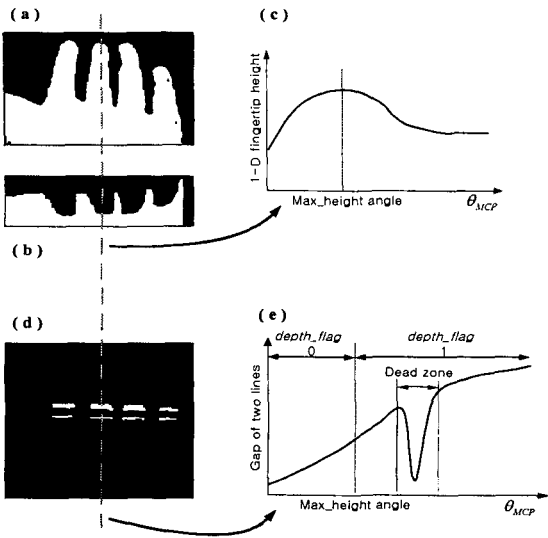 ( a )
( b )
( c )
1-D fingertip height
Max_height angle
θMCP
( d )
( e )
depth_flag
0
depth_flag
1
Dead zone
Gap of two lines
Max_height angle
θMCP